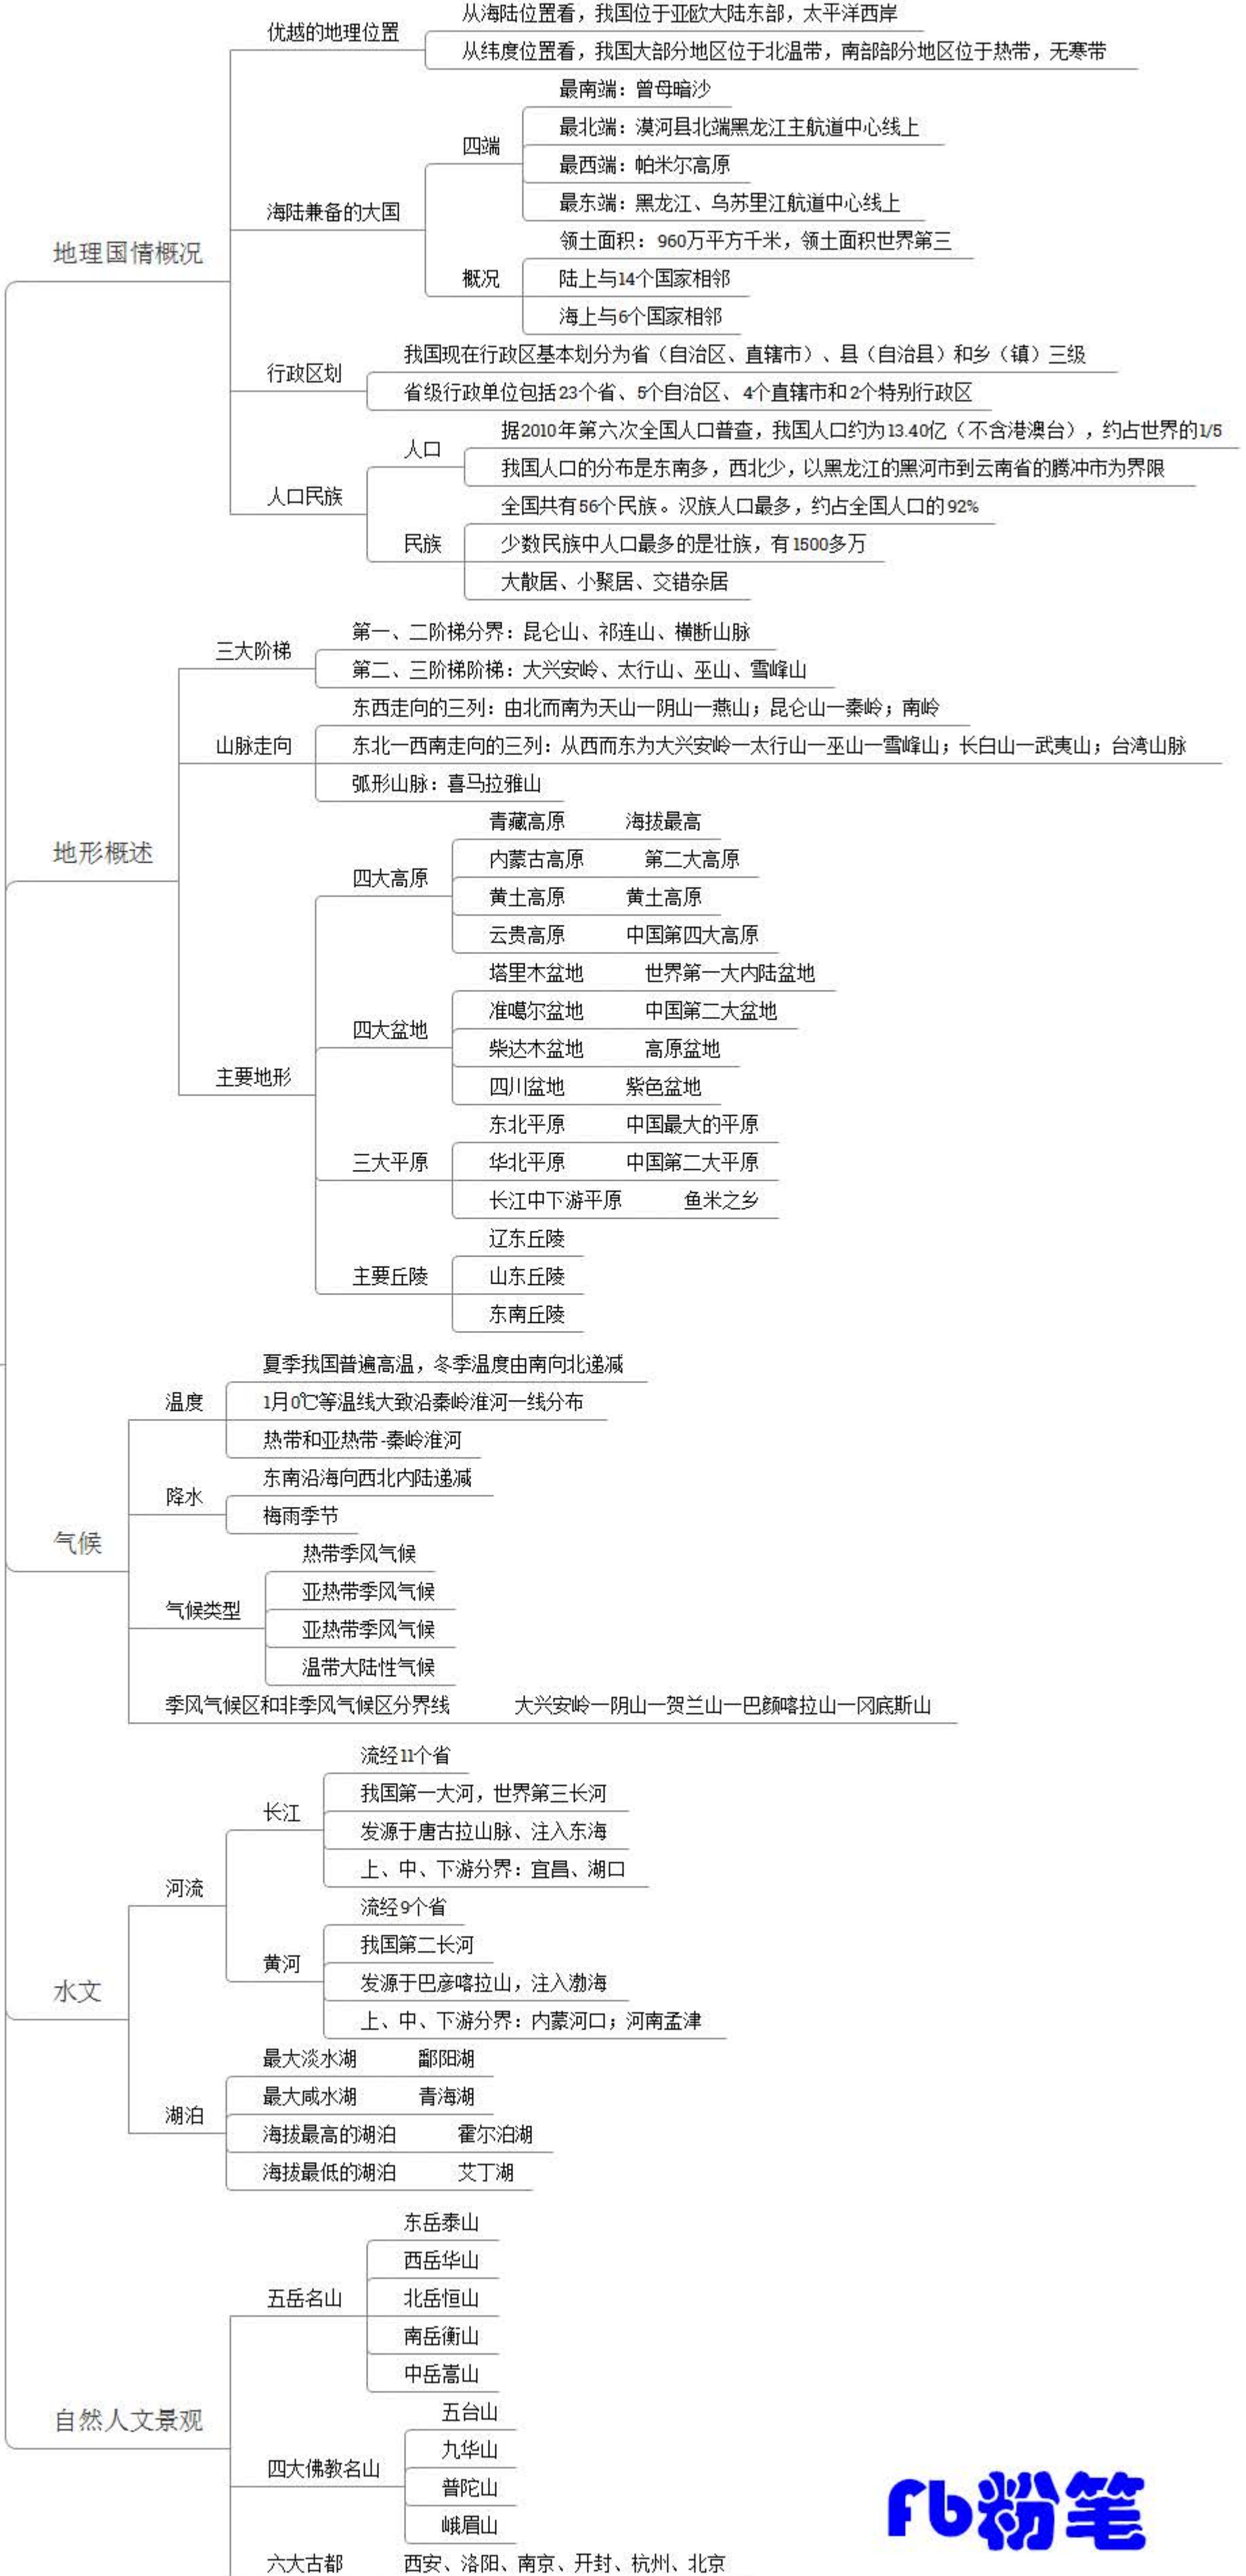 优越的地理位置
从海陆位置看，我国位于亚欧大陆东部，太平洋西岸
从纬度位置看，我国大部分地区位于北温带，南部部分地区位于热带，无寒带
地理国情概况
海陆兼备的大国
四端
最南端：曾母暗沙
最北端：漠河县北端黑龙江主航道中心线上
最西端：帕米尔高原
最东端：黑龙江、乌苏里江航道中心线上
概况
领土面积：960万平方千米，领土面积世界第三
陆上与14个国家相邻
海上与6个国家相邻
行政区划
我国现在行政区基本划分为省（自治区、直辖市）、县（自治县）和乡（镇）三级
省级行政单位包括23个省、5个自治区、4个直辖市和2个特别行政区
人口民族
人口
据2010年第六次全国人口普查，我国人口约为13.40亿（不含港澳台），约占世界的1/5
我国人口的分布是东南多，西北少，以黑龙江的黑河市到云南省的腾冲市为界限
民族
全国共有56个民族。汉族人口最多，约占全国人口的92%
少数民族中人口最多的是壮族，有1500多万
大散居、小聚居、交错杂居
地形概述
三大阶梯
第一、二阶梯分界：昆仑山、祁连山、横断山脉
第二、三阶梯阶梯：大兴安岭、太行山、巫山、雪峰山
山脉走向
东西走向的三列：由北而南为天山—阴山—燕山；昆仑山—秦岭；南岭
东北—西南走向的三列：从西而东为大兴安岭—太行山—巫山—雪峰山；长白山—武夷山；台湾山脉
弧形山脉：喜马拉雅山
主要地形
四大高原
青藏高原 海拔最高
内蒙古高原 第二大高原
黄土高原 黄土高原
云贵高原 中国第四大高原
四大盆地
塔里木盆地 世界第一大内陆盆地
准噶尔盆地 中国第二大盆地
柴达木盆地 高原盆地
四川盆地 紫色盆地
三大平原
东北平原 中国最大的平原
华北平原 中国第二大平原
长江中下游平原 鱼米之乡
主要丘陵
辽东丘陵
山东丘陵
东南丘陵
气候
温度
夏季我国普遍高温，冬季温度由南向北递减
1月0℃等温线大致沿秦岭淮河一线分布
热带和亚热带-秦岭淮河
降水
东南沿海向西北内陆递减
梅雨季节
气候类型
热带季风气候
亚热带季风气候
亚热带季风气候
温带大陆性气候
季风气候区和非季风气候区分界线 大兴安岭—阴山—贺兰山—巴颜喀拉山—冈底斯山
水文
河流
长江
流经11个省
我国第一大河，世界第三长河
发源于唐古拉山脉、注入东海
上、中、下游分界：宜昌、湖口
黄河
流经9个省
我国第二长河
发源于巴彦喀拉山，注入渤海
上、中、下游分界：内蒙河口；河南孟津
湖泊
最大淡水湖 鄱阳湖
最大咸水湖 青海湖
海拔最高的湖泊 霍尔泊湖
海拔最低的湖泊 艾丁湖
自然人文景观
五岳名山
东岳泰山
西岳华山
北岳恒山
南岳衡山
中岳嵩山
四大佛教名山
五台山
九华山
普陀山
峨眉山
六大古都 西安、洛阳、南京、开封、杭州、北京
fb粉笔